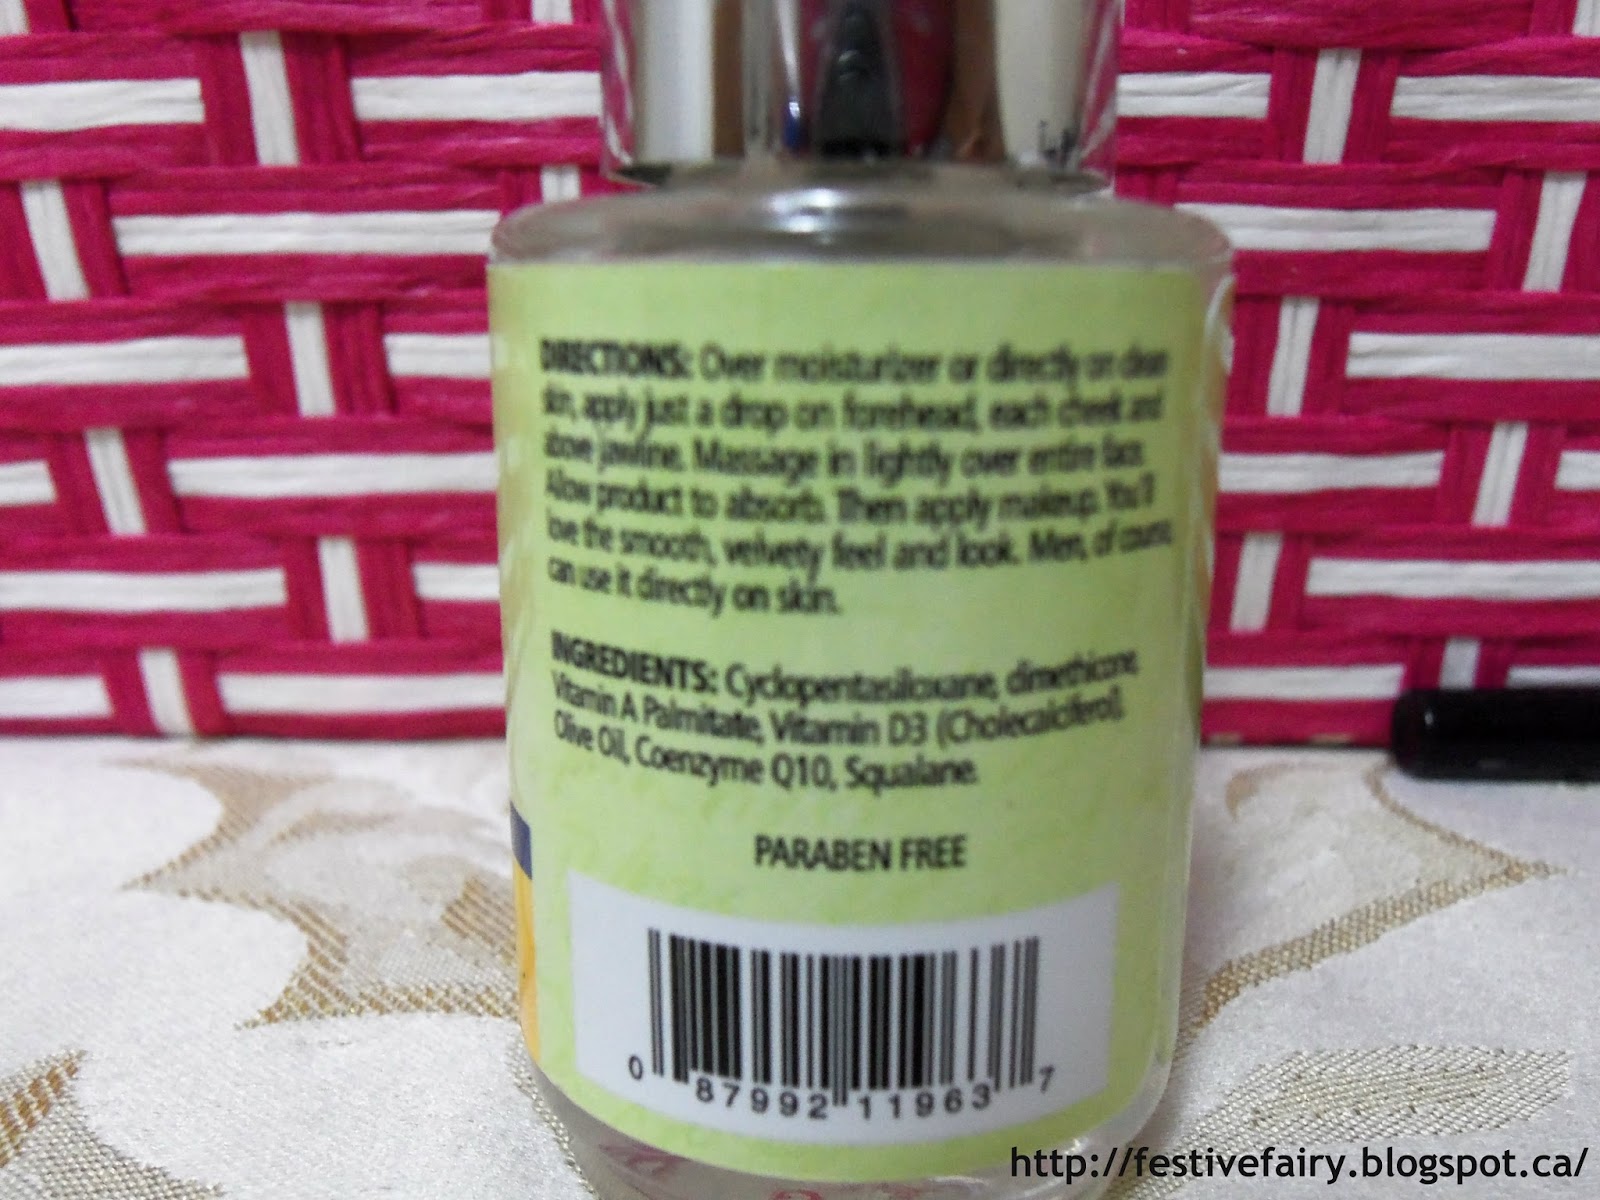 DIRECTIONS: Over moisturizer or directly on clean
skin, apply just a drop on forehead, each cheek and
above jawline. Massage in lightly over entire face.
Allow product to absorb. Then apply makeup. You'll
love the smooth, velvety feel and look. Men, of course,
can use it directly on skin.
INGREDIENTS: Cyclopentasiloxane, dimethicone,
Vitamin A Palmitate, Vitamin D3 (Cholecalciferol),
Olive Oil, Coenzyme Q10, Squalane.
PARABEN FREE
0 87992 11963 7
http://festivefairy.blogspot.ca/